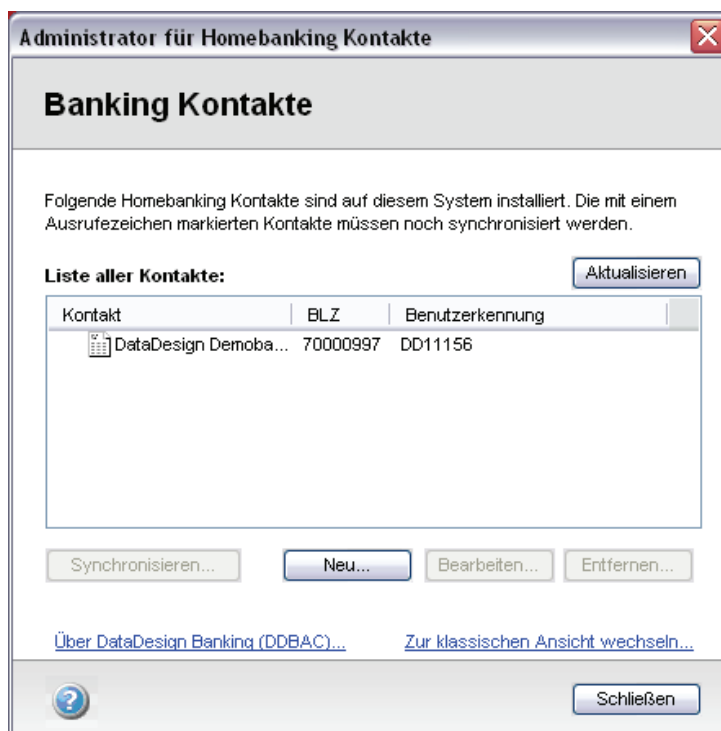 Administrator für Homebanking Kontakte
Banking Kontakte
Folgende Homebanking Kontakte sind auf diesem System installiert. Die mit einem
Ausrufezeichen markierten Kontakte müssen noch synchronisiert werden.
Liste aller Kontakte: Aktualisieren
Kontakt BLZ Benutzerkennung
DataDesign Demoba... 70000997 DD11156
Synchronisieren... Neu... Bearbeiten... Entfernen...
Über DataDesign Banking (DDBAC)... Zur klassischen Ansicht wechseln...
? Schließen